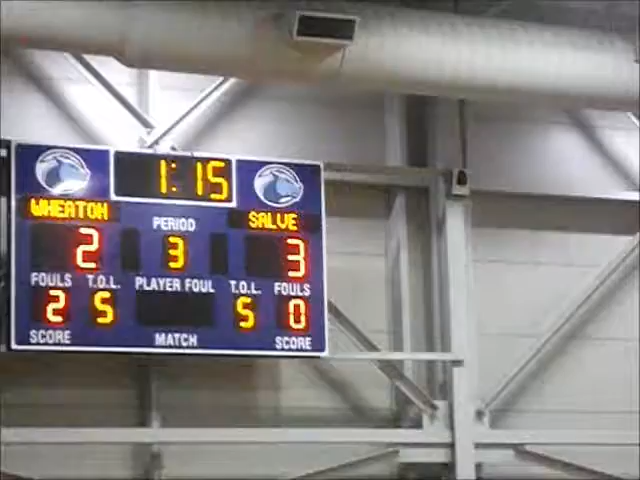 1:15
WHEATON SALVE
PERIOD
2 3 3
FOULS T.O.L. PLAYER FOUL T.O.L. FOULS
2 5 5 0
SCORE MATCH SCORE